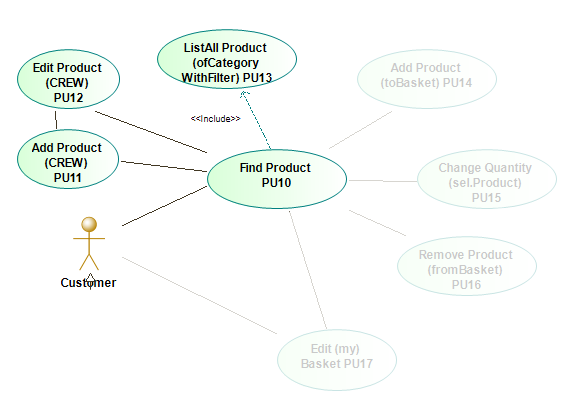 ListAll Product
(ofCategory
WithFilter) PU13
Edit Product
(CREW)
PU12
Add Product
(toBasket) PU14
<<Include>>
Add Product
(CREW)
PU11
Find Product
PU10
Change Quantity
(sel.Product)
PU15
Remove Product
(fromBasket)
PU16
Customer
Edit (my)
Basket PU17